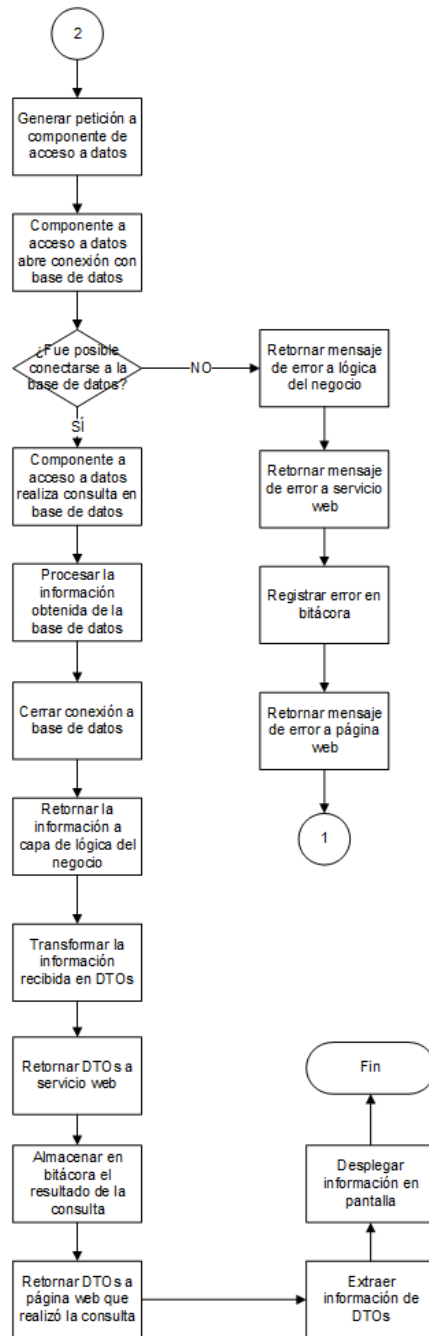 2
Generar petición a
componente de
acceso a datos
Componente a
acceso a datos
abre conexión con
base de datos
¿Fue posible
conectarse a la
base de datos?
NO
Retornar mensaje
de error a lógica
del negocio
SÍ
Componente a
acceso a datos
realiza consulta en
base de datos
Retornar mensaje
de error a servicio
web
Procesar la
información
obtenida de la
base de datos
Registrar error en
bitácora
Cerrar conexión a
base de datos
Retornar mensaje
de error a página
web
Retornar la
información a
capa de lógica del
negocio
1
Transformar la
información
recibida en DTOs
Retornar DTOs a
servicio web
Fin
Almacenar en
bitácora el
resultado de la
consulta
Desplegar
información en
pantalla
Retornar DTOs a
página web que
realizó la consulta
Extraer
información de
DTOs